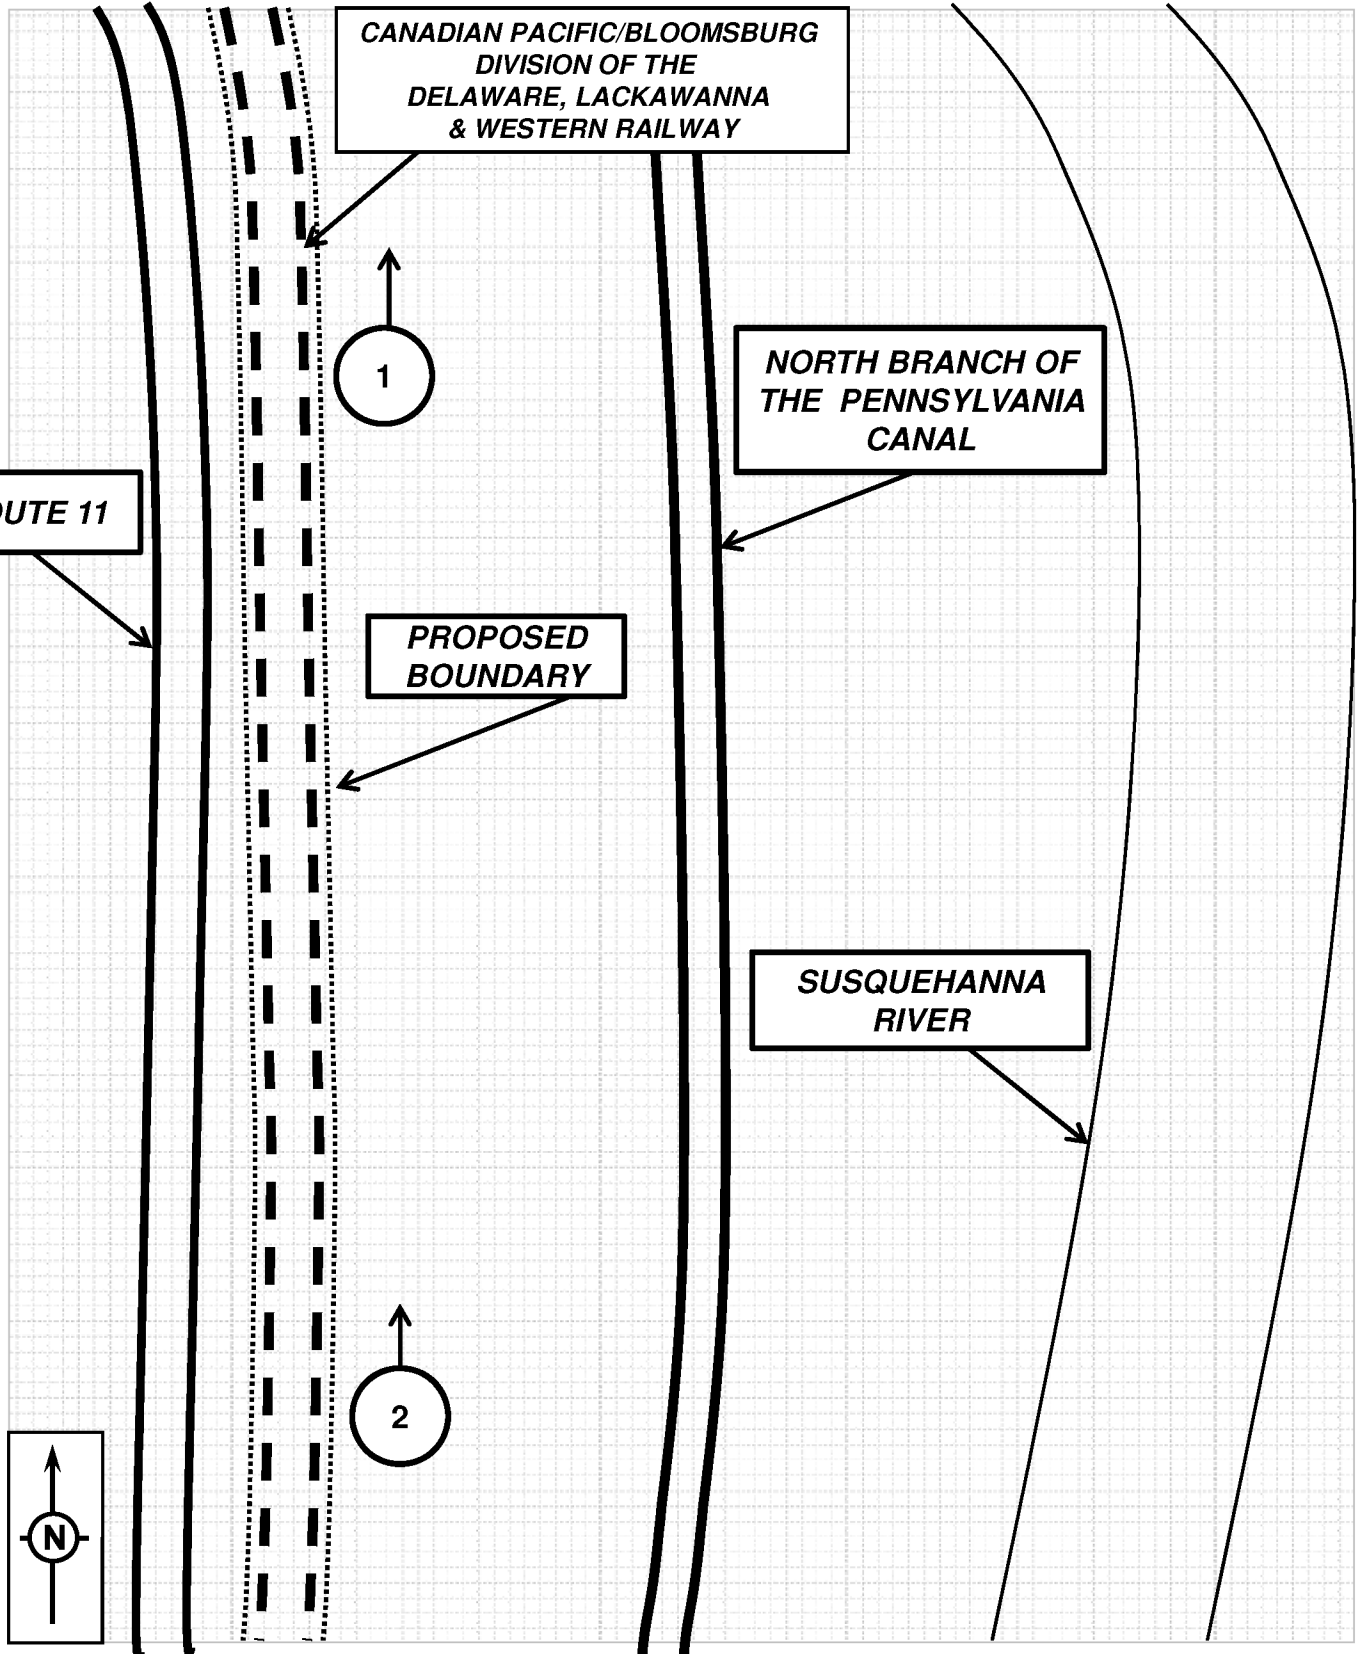 CANADIAN PACIFIC/BLOOMSBURG
DIVISION OF THE
DELAWARE, LACKAWANNA
& WESTERN RAILWAY
1
NORTH BRANCH OF
THE PENNSYLVANIA
CANAL
OUTE 11
PROPOSED
BOUNDARY
SUSQUEHANNA
RIVER
2
N